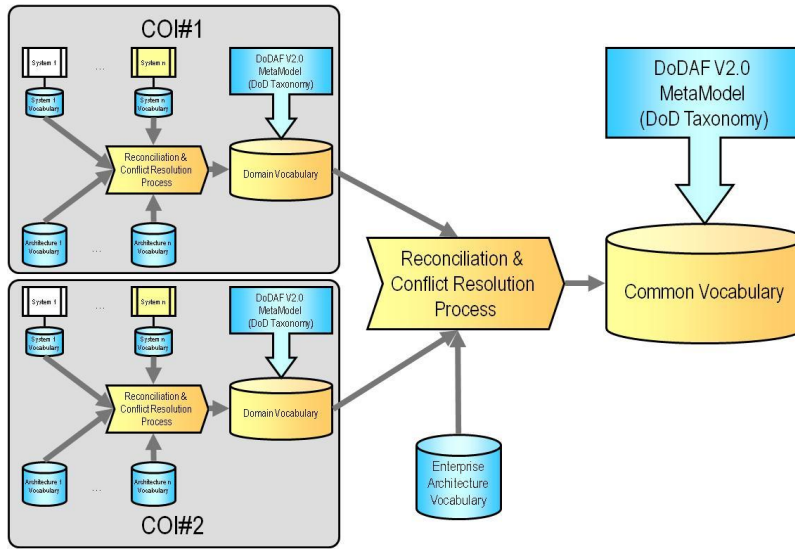 COI#1
System 1
...
System n
DoDAF V2.0
MetaModel
(DoD Taxonomy)
System 1
Vocabulary
System n
Vocabulary
Reconciliation &
Conflict Resolution
Process
Domain Vocabulary
Architecture 1
Vocabulary
...
Architecture n
Vocabulary
System 1
...
System n
DoDAF V2.0
MetaModel
(DoD Taxonomy)
System 1
Vocabulary
System n
Vocabulary
Reconciliation &
Conflict Resolution
Process
Domain Vocabulary
Architecture 1
Vocabulary
...
Architecture n
Vocabulary
COI#2
Reconciliation &
Conflict Resolution
Process
Enterprise
Architecture
Vocabulary
DoDAF V2.0
MetaModel
(DoD Taxonomy)
Common Vocabulary